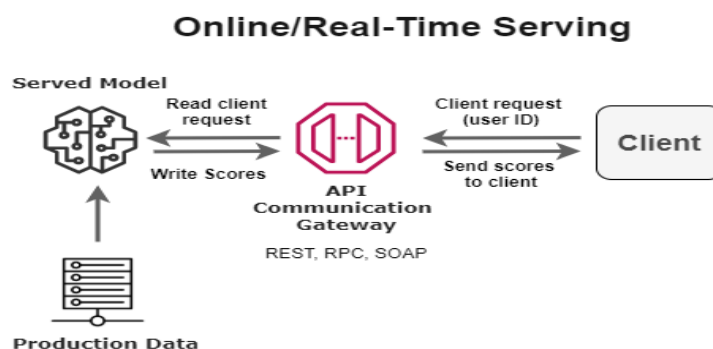 Online/Real-Time Serving
Served Model
Read client
request
Write Scores
API
Communication
Gateway
REST, RPC, SOAP
Client request
(user ID)
Send scores
to client
Client
Production Data